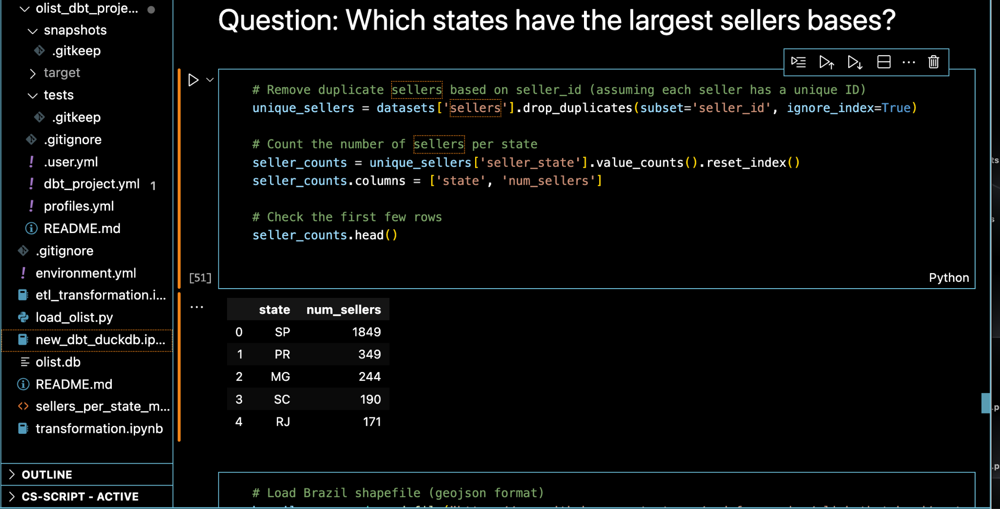 olist_dbt_proje...
snapshots
.gitkeep
target
tests
.gitkeep
.gitignore
.user.yml
dbt_project.yml 1
profiles.yml
README.md
.gitignore
environment.yml
etl_transformation.i...
load_olist.py
new_dbt_duckdb.ip...
olist.db
README.md
sellers_per_state_m...
transformation.ipynb
OUTLINE
CS-SCRIPT - ACTIVE
Question: Which states have the largest sellers bases?
# Remove duplicate sellers based on seller_id (assuming each seller has a unique ID)
unique_sellers = datasets['sellers'].drop_duplicates(subset='seller_id', ignore_index=True)
# Count the number of sellers per state
seller_counts = unique_sellers['seller_state'].value_counts().reset_index()
seller_counts.columns = ['state', 'num_sellers']
# Check the first few rows
seller_counts.head()
[51]
Python
...
state num_sellers
0 SP 1849
1 PR 349
2 MG 244
3 SC 190
4 RJ 171
# Load Brazil shapefile (geojson format)
ts
s
.p
.p